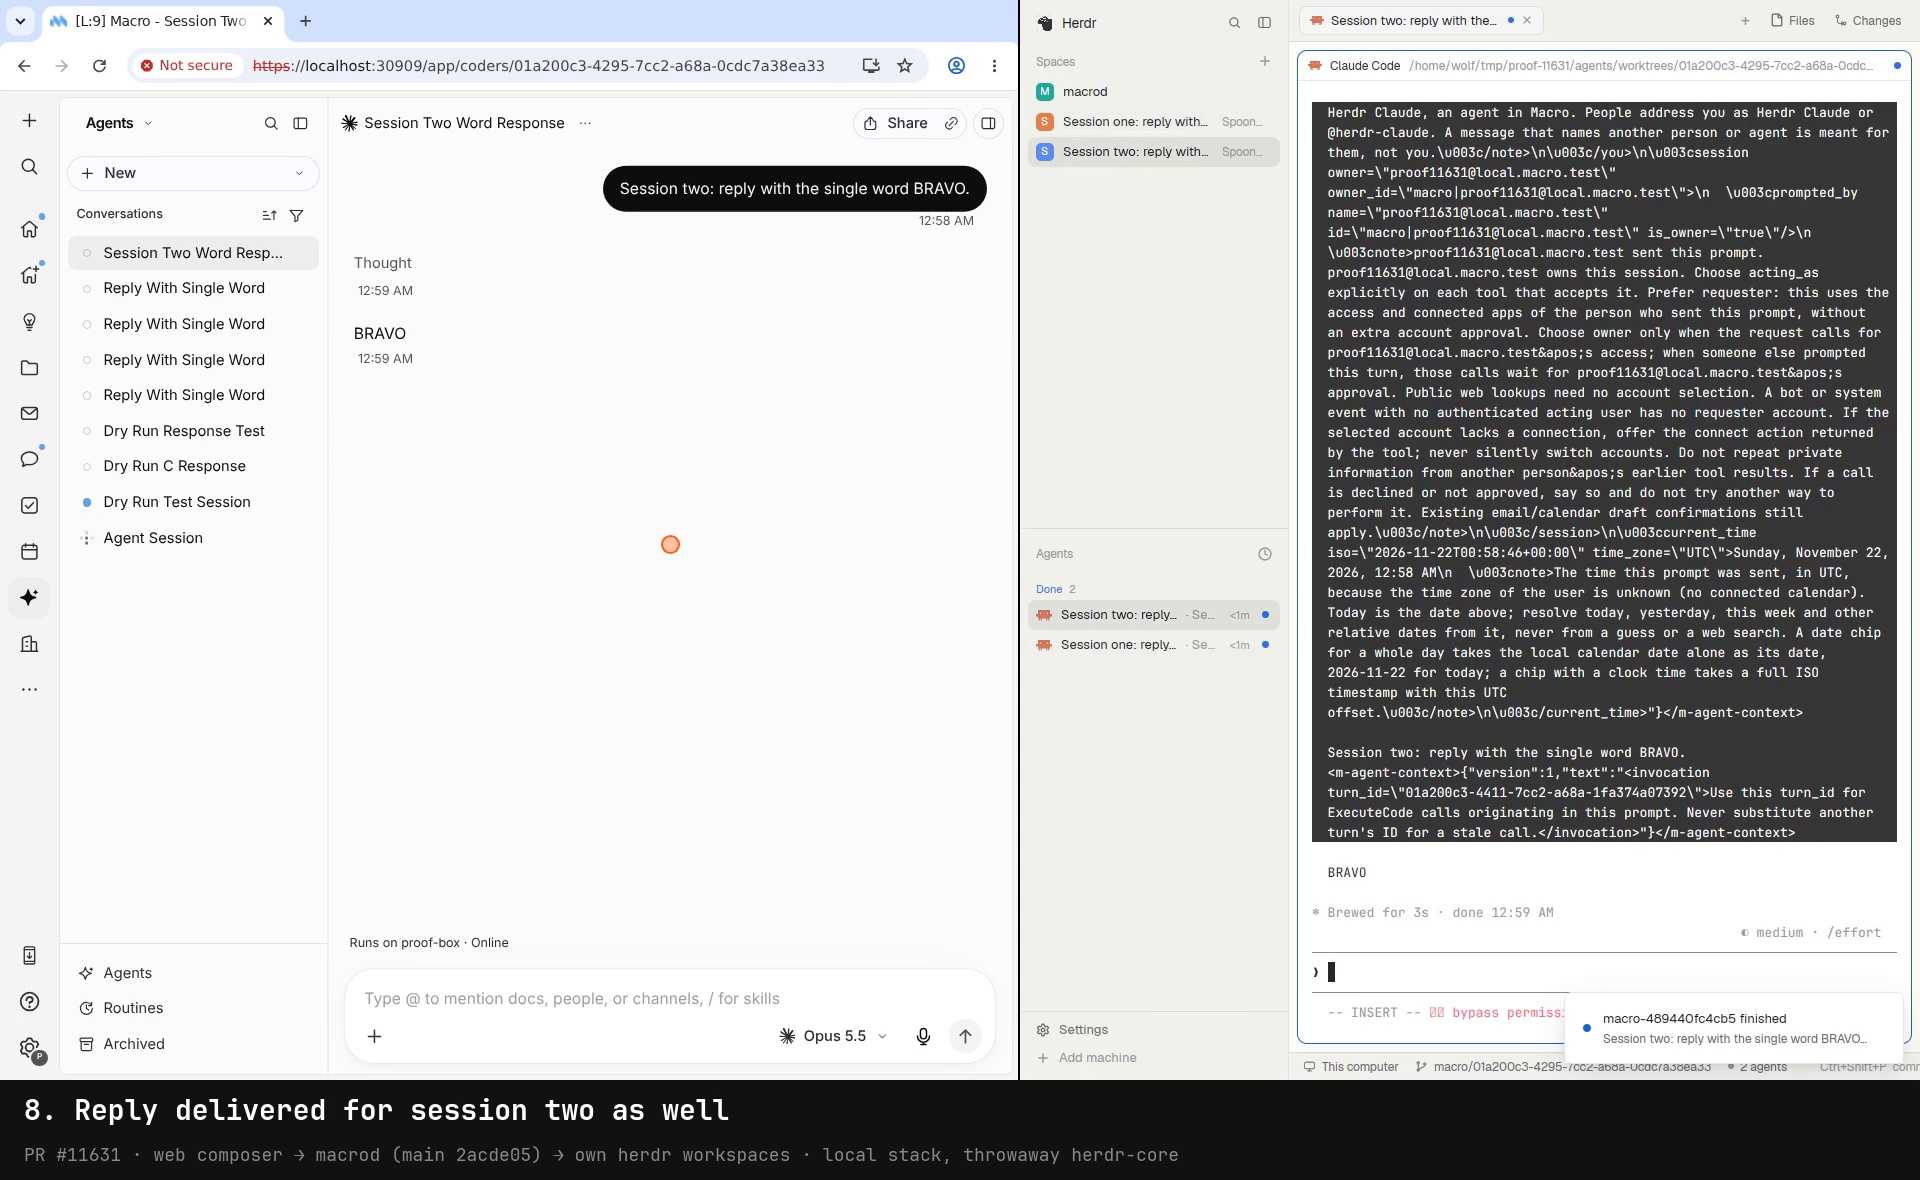 [L:9] Macro - Session Two
Not secure
https://localhost:30909/app/coders/01a200c3-4295-7cc2-a68a-0cdc7a38ea33
Agents
New
Conversations
Session Two Word Resp...
Reply With Single Word
Reply With Single Word
Reply With Single Word
Reply With Single Word
Dry Run Response Test
Dry Run C Response
Dry Run Test Session
Agent Session
Agents
Routines
Archived
P
Session Two Word Response
Share
Session two: reply with the single word BRAVO.
12:58 AM
Thought
12:59 AM
BRAVO
12:59 AM
Runs on proof-box · Online
Type @ to mention docs, people, or channels, / for skills
Opus 5.5
Herdr
Spaces
M macrod
S Session one: reply with... Spoon...
S Session two: reply with... Spoon...
Agents
Done 2
Session two: reply... · Se... <1m
Session one: reply... · Se... <1m
Settings
Add machine
Session two: reply with the...
Files
Changes
Claude Code /home/wolf/tmp/proof-11631/agents/worktrees/01a200c3-4295-7cc2-a68a-0cdc...
Herdr Claude, an agent in Macro. People address you as Herdr Claude or
@herdr-claude. A message that names another person or agent is meant for
them, not you.\u003c/note>\n\u003c/you>\n\u003csession
owner=\"proof11631@local.macro.test\"
owner_id=\"macro|proof11631@local.macro.test\">\n  \u003cprompted_by
name=\"proof11631@local.macro.test\"
id=\"macro|proof11631@local.macro.test\" is_owner=\"true\"/>\n
\u003cnote>proof11631@local.macro.test sent this prompt.
proof11631@local.macro.test owns this session. Choose acting_as
explicitly on each tool that accepts it. Prefer requester: this uses the
access and connected apps of the person who sent this prompt, without
an extra account approval. Choose owner only when the request calls for
proof11631@local.macro.test&apos;s access; when someone else prompted
this turn, those calls wait for proof11631@local.macro.test&apos;s
approval. Public web lookups need no account selection. A bot or system
event with no authenticated acting user has no requester account. If the
selected account lacks a connection, offer the connect action returned
by the tool; never silently switch accounts. Do not repeat private
information from another person&apos;s earlier tool results. If a call
is declined or not approved, say so and do not try another way to
perform it. Existing email/calendar draft confirmations still
apply.\u003c/note>\n\u003c/session>\n\u003ccurrent_time
iso=\"2026-11-22T00:58:46+00:00\" time_zone=\"UTC\">Sunday, November 22,
2026, 12:58 AM\n  \u003cnote>The time this prompt was sent, in UTC,
because the time zone of the user is unknown (no connected calendar).
Today is the date above; resolve today, yesterday, this week and other
relative dates from it, never from a guess or a web search. A date chip
for a whole day takes the local calendar date alone as its date,
2026-11-22 for today; a chip with a clock time takes a full ISO
timestamp with this UTC
offset.\u003c/note>\n\u003c/current_time>"}</m-agent-context>
Session two: reply with the single word BRAVO.
<m-agent-context>{"version":1,"text":"<invocation
turn_id=\"01a200c3-4411-7cc2-a68a-1fa374a07392\">Use this turn_id for
ExecuteCode calls originating in this prompt. Never substitute another
turn's ID for a stale call.</invocation>"}</m-agent-context>
BRAVO
* Brewed for 3s · done 12:59 AM
medium · /effort
-- INSERT -- bypass permissi
macro-489440fc4cb5 finished
Session two: reply with the single word BRAVO...
This computer
macro/01a200c3-4295-7cc2-a68a-0cdc7a38ea33
2 agents
Ctrl+Shift+P comm
8. Reply delivered for session two as well
PR #11631 · web composer → macrod (main 2acde05) → own herdr workspaces · local stack, throwaway herdr-core